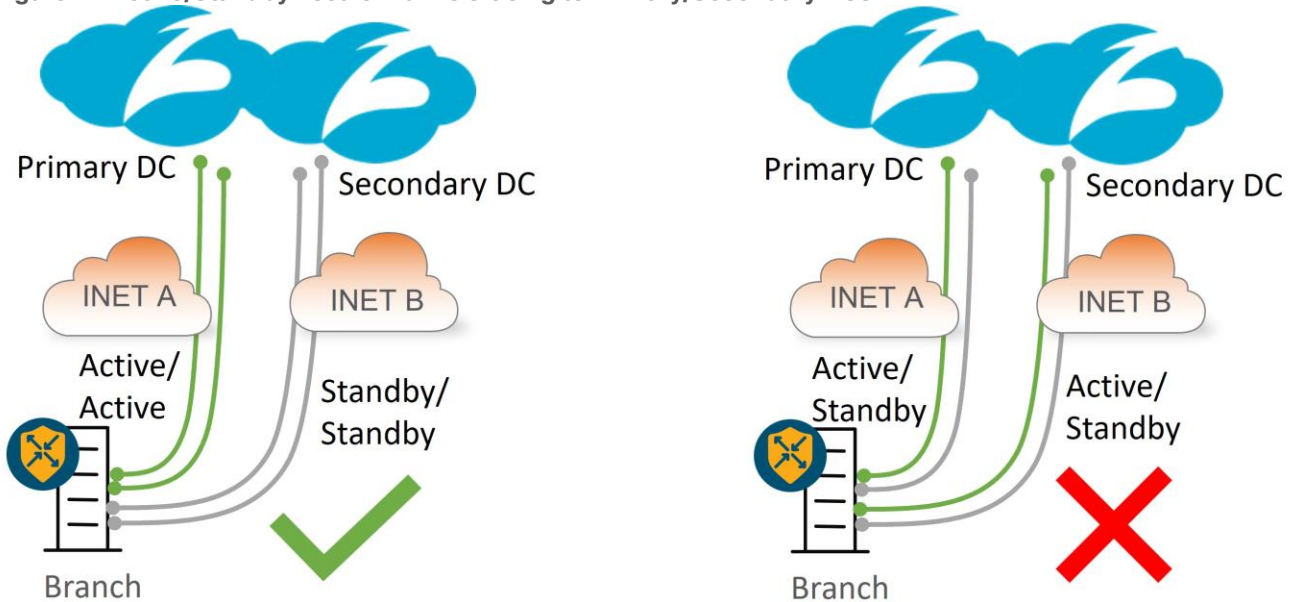 Primary DC
Secondary DC
INET A
INET B
Active/
Active
Standby/
Standby
Branch
Primary DC
Secondary DC
INET A
INET B
Active/
Standby
Active/
Standby
Branch